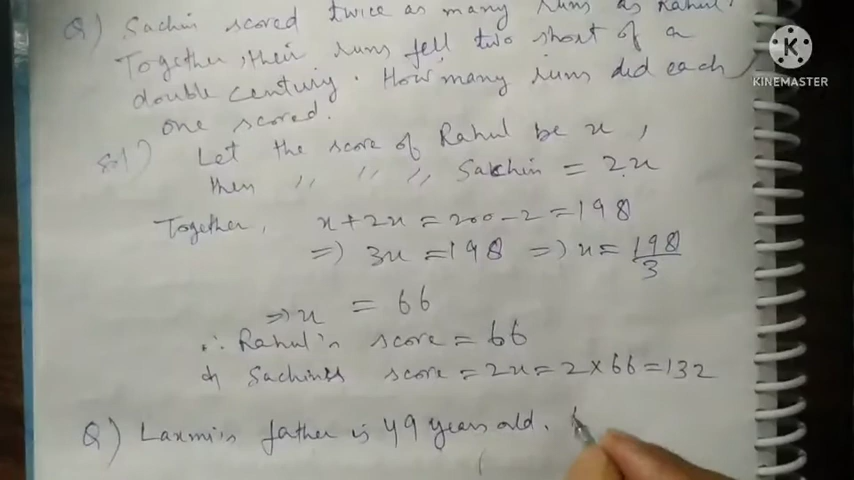 Q) Sachin scored twice as many runs as Rahul.
Together, their runs fell two short of a
double century. How many runs did each
one scored.
Sol) Let the score of Rahul be x,
then " " " Sachin = 2x
Together, x+2x = 200-2 = 198
=> 3x = 198 => x = 198/3
=> x = 66
∴ Rahul's score = 66
& Sachin's score = 2x = 2×66 = 132
Q) Laxmi's father is 49 years old.
K
KINEMASTER